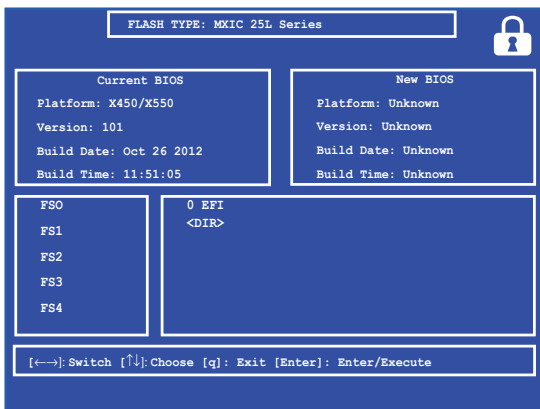 FLASH TYPE: MXIC 25L Series
Current BIOS
Platform: X450/X550
Version: 101
Build Date: Oct 26 2012
Build Time: 11:51:05
New BIOS
Platform: Unknown
Version: Unknown
Build Date: Unknown
Build Time: Unknown
FSO
FS1
FS2
FS3
FS4
0 EFI
<DIR>
[←→]: Switch [↑↓]: Choose [q]: Exit [Enter]: Enter/Execute